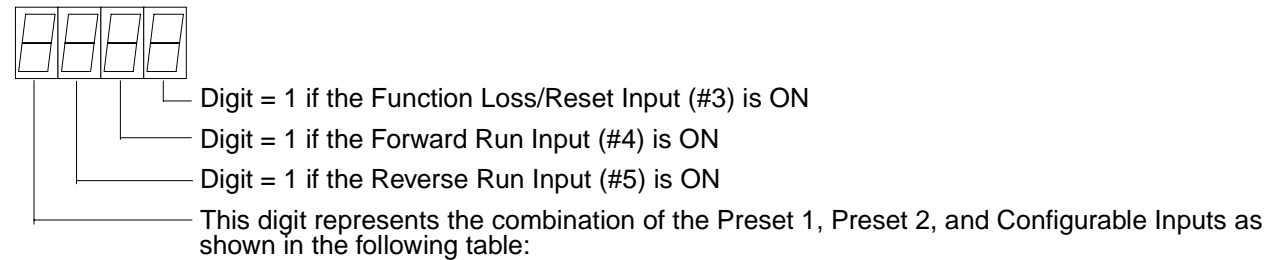 Digit = 1 if the Function Loss/Reset Input (#3) is ON
Digit = 1 if the Forward Run Input (#4) is ON
Digit = 1 if the Reverse Run Input (#5) is ON
This digit represents the combination of the Preset 1, Preset 2, and Configurable Inputs as
shown in the following table: